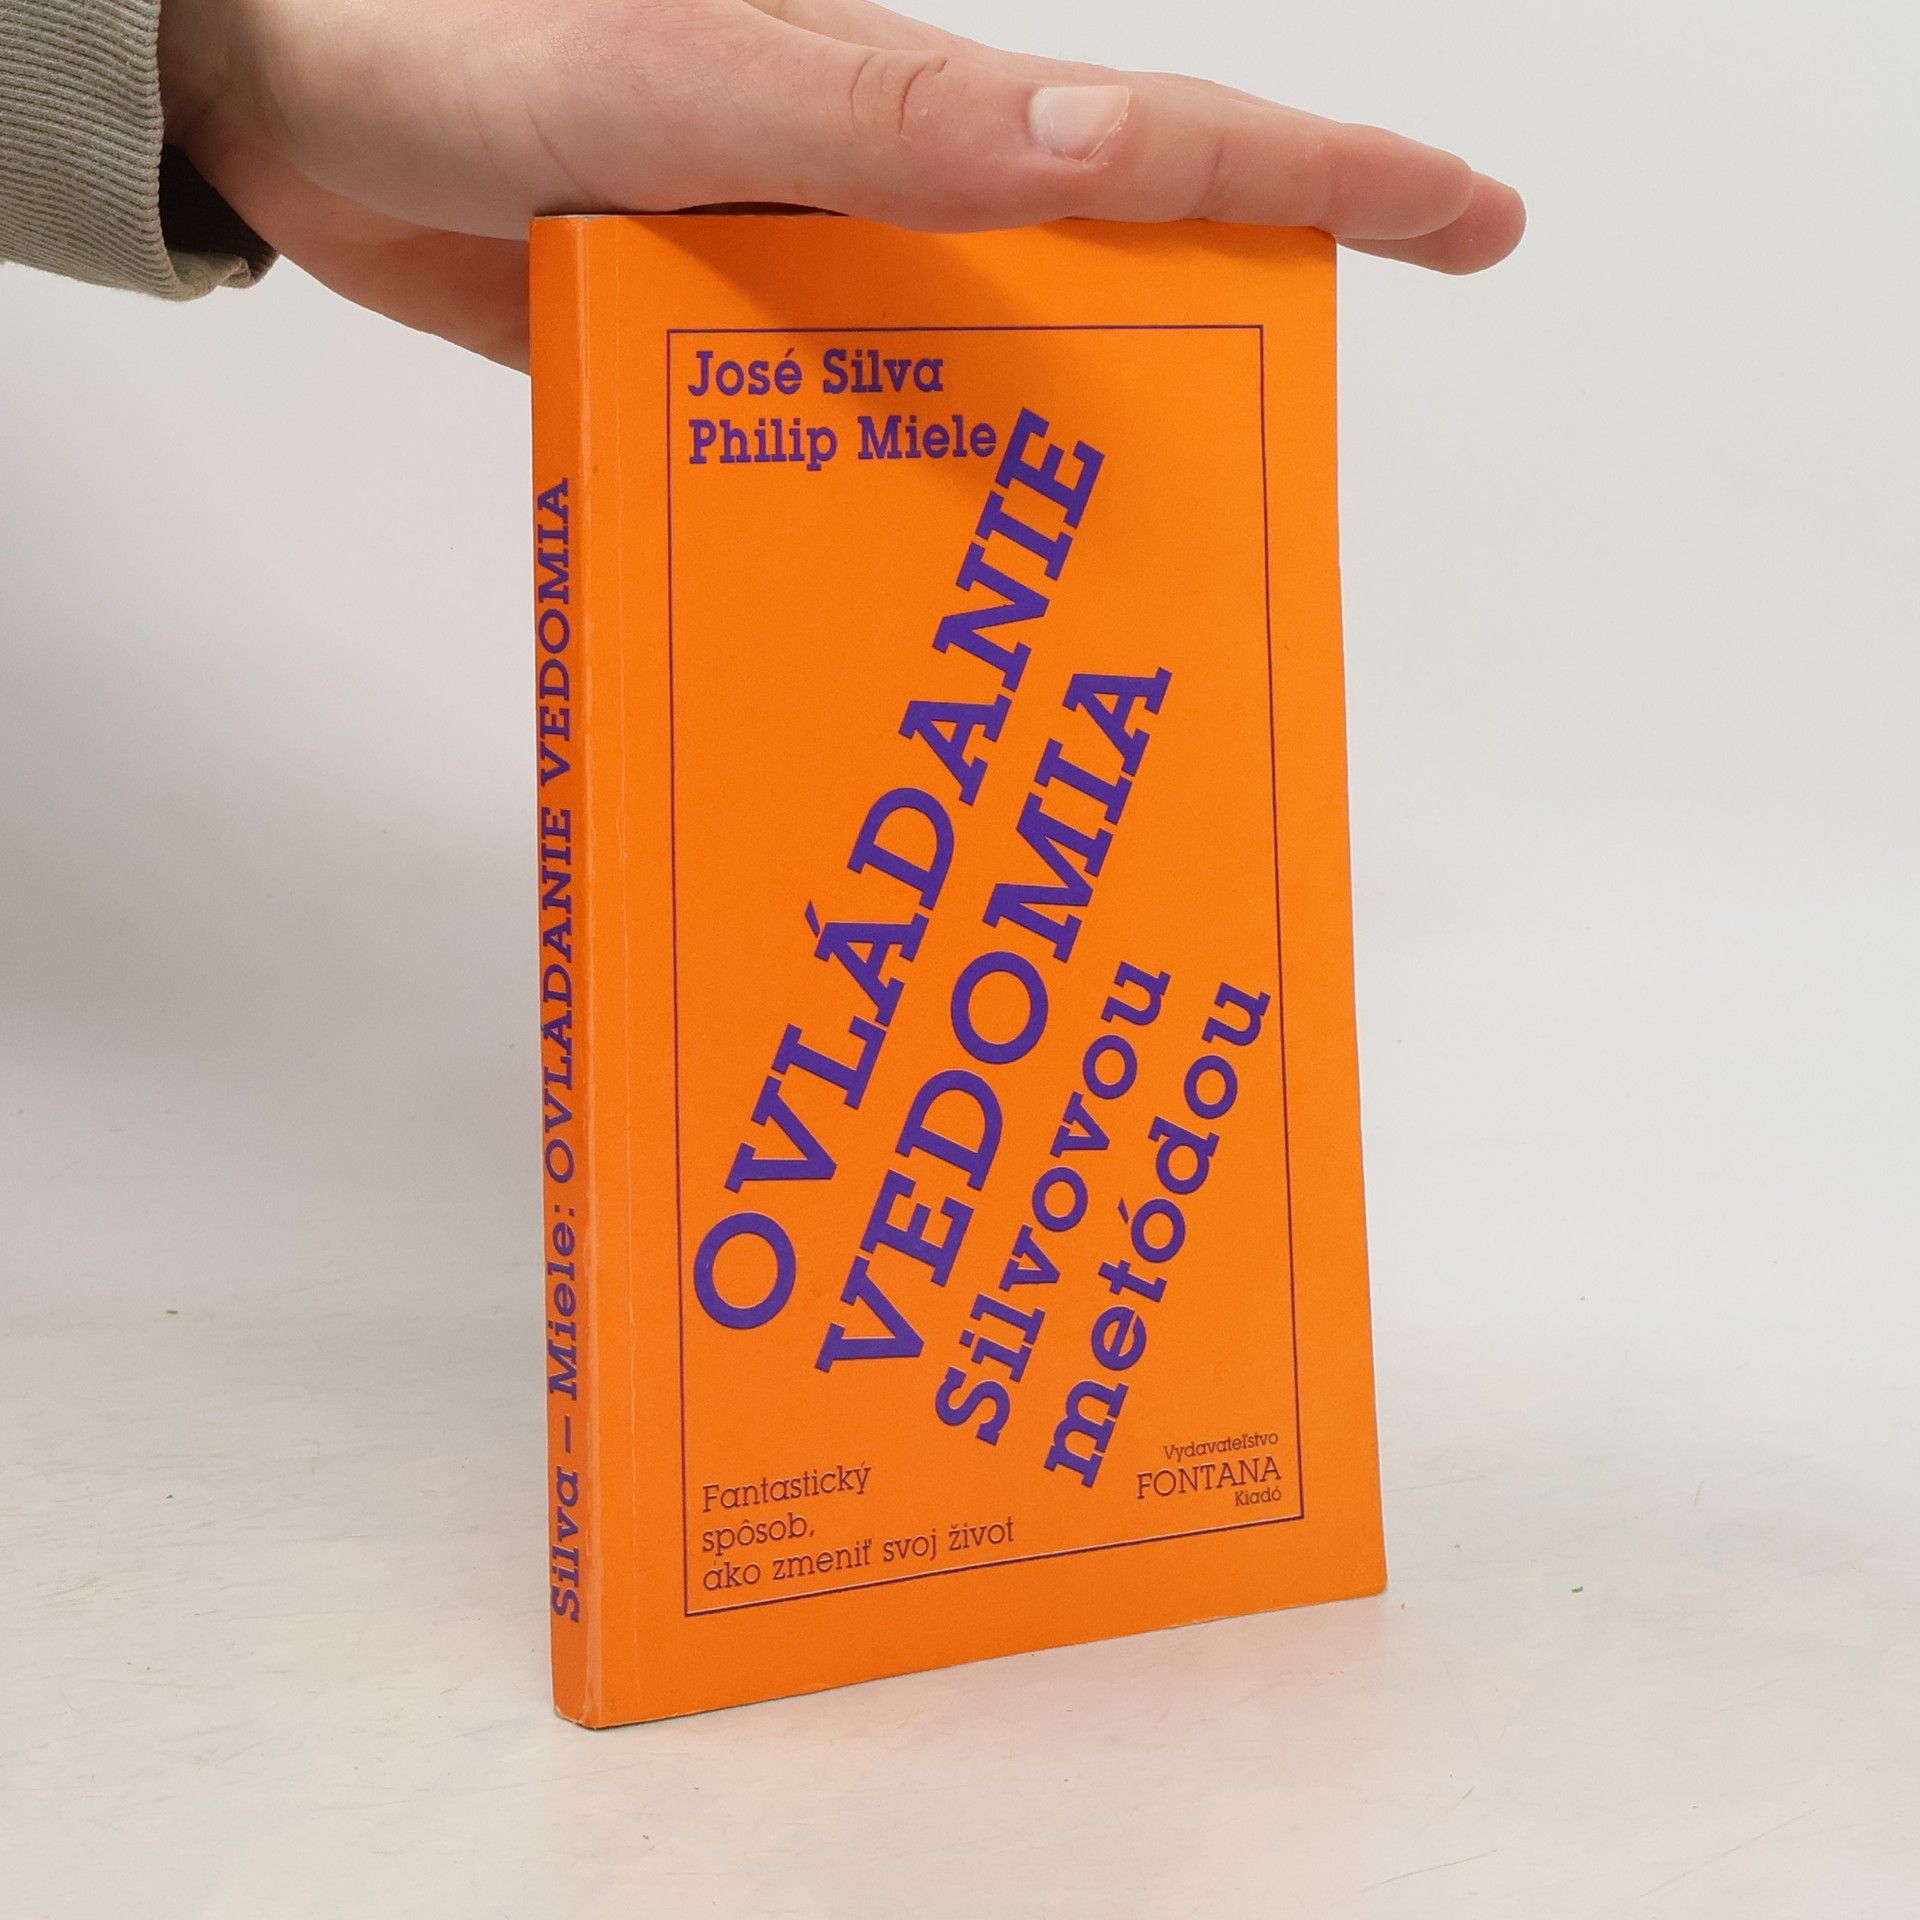 José Silva
Philip Miele
OVLÁDANIE
VEDOMIA
Silvovou
metódou
Fantastický
spôsob,
ako zmeniť svoj život
Vydavateľstvo
FONTANA
Kiadó
Silva – Miele: OVLÁDANIE VEDOMIA